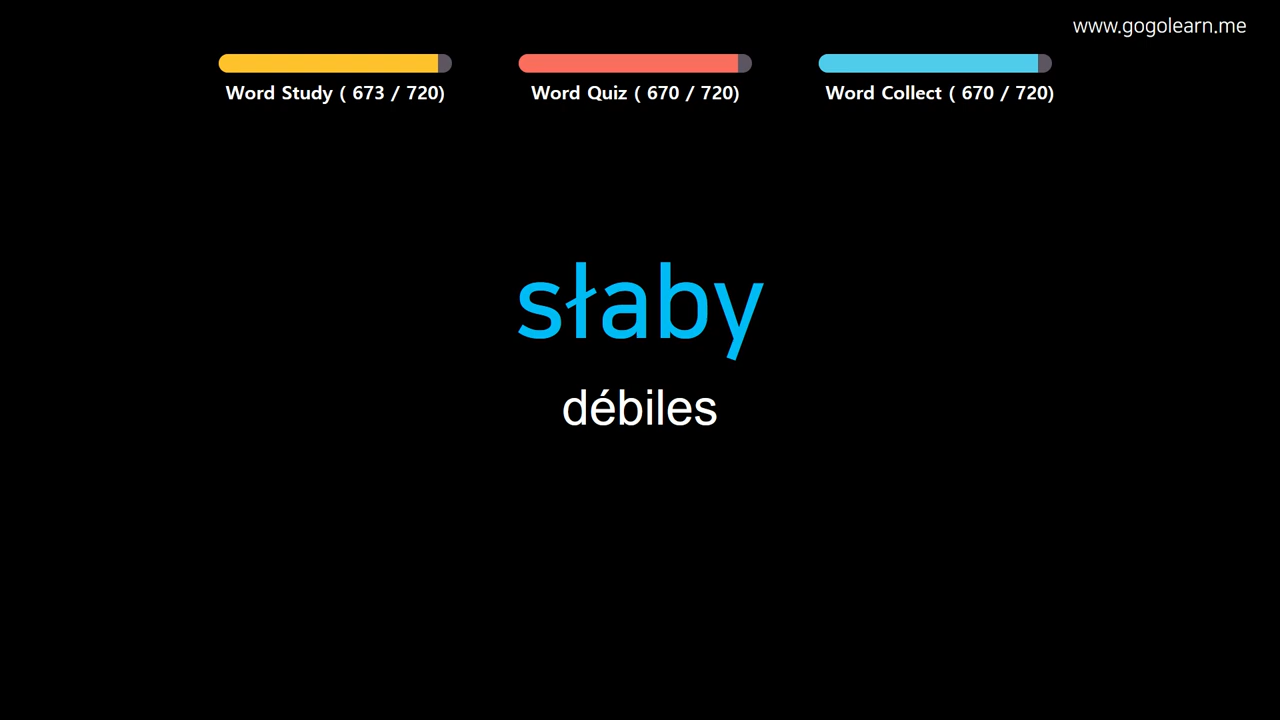 www.gogolearn.me
Word Study ( 673 / 720)
Word Quiz ( 670 / 720)
Word Collect ( 670 / 720)
słaby
débiles